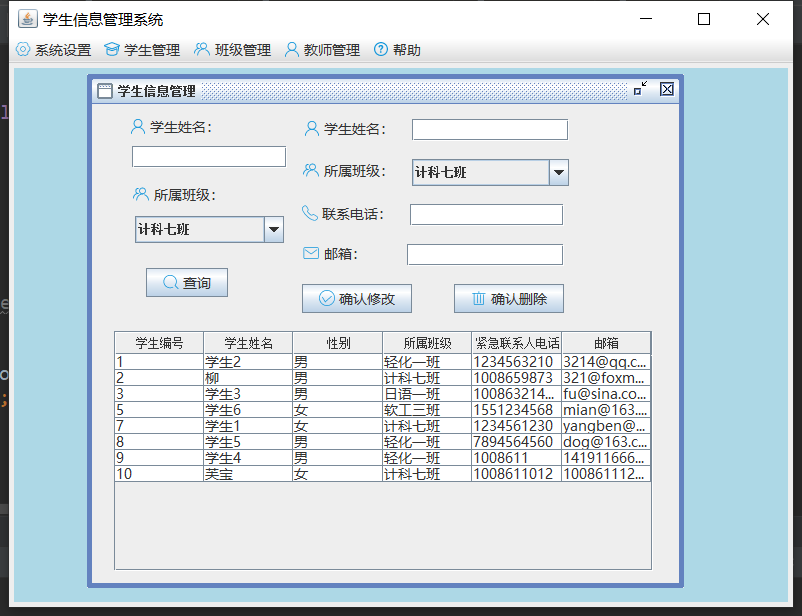 学生信息管理系统
系统设置 学生管理 班级管理 教师管理 帮助
学生信息管理
学生姓名：
所属班级：
计科七班
查询
学生姓名：
所属班级： 计科七班
联系电话：
邮箱：
确认修改 确认删除
学生编号 学生姓名 性别 所属班级 紧急联系人电话 邮箱
1 学生2 男 轻化一班 1234563210 3214@qq.c...
2 柳 男 计科七班 1008659873 321@foxm...
3 学生3 男 日语一班 100863214... fu@sina.co...
5 学生6 女 软工三班 1551234568 mian@163....
7 学生1 女 计科七班 1234561230 yangben@...
8 学生5 男 轻化一班 7894564560 dog@163.c...
9 学生4 男 轻化一班 1008611 141911666...
10 芙宝 女 计科七班 1008611012 100861112...